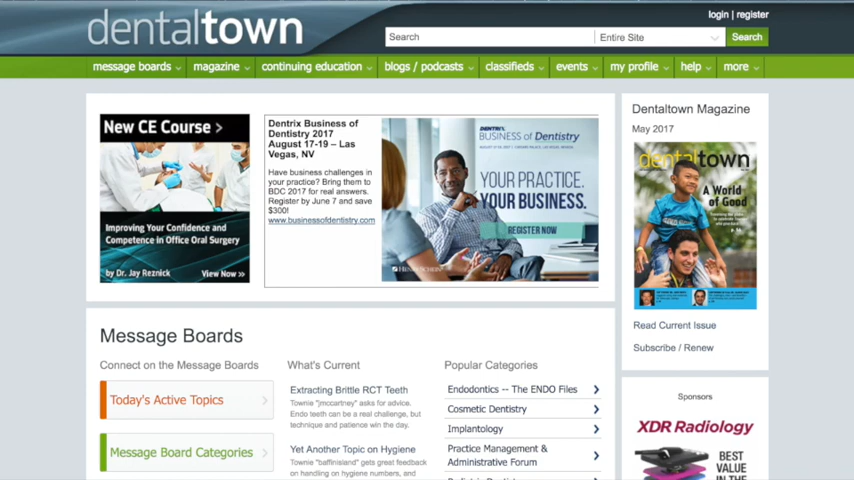 login | register
dentaltown
Search
Entire Site
Search
message boards
magazine
continuing education
blogs / podcasts
classifieds
events
my profile
help
more
New CE Course >
Improving Your Confidence and
Competence in Office Oral Surgery
by Dr. Jay Reznick
View Now >>
Dentrix Business of
Dentistry 2017
August 17-19 – Las
Vegas, NV
Have business challenges in
your practice? Bring them to
BDC 2017 for real answers.
Register by June 7 and save
$300!
www.businessofdentistry.com
DENTRIX
BUSINESS of Dentistry
YOUR PRACTICE.
YOUR BUSINESS.
REGISTER NOW
HENRY SCHEIN
Dentaltown Magazine
May 2017
dentaltown
A World
of Good
Read Current Issue
Subscribe / Renew
Message Boards
Connect on the Message Boards
Today's Active Topics
Message Board Categories
What's Current
Extracting Brittle RCT Teeth
Townie "jmccartney" asks for advice.
Endo teeth can be a real challenge, but
technique and patience win the day.
Yet Another Topic on Hygiene
Townie "baffinisland" gets great feedback
on handling on hygiene numbers, and
Popular Categories
Endodontics -- The ENDO Files
Cosmetic Dentistry
Implantology
Practice Management &
Administrative Forum
Sponsors
XDR Radiology
BEST
VALUE IN